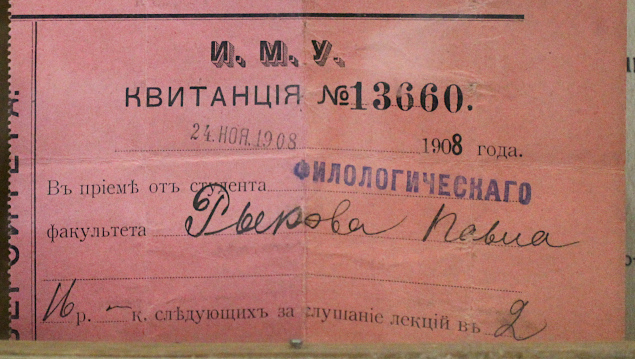 И. М. У.
КВИТАНЦІЯ №13660.
24.НОЯ.1908 1908 года.
Въ пріемѣ отъ студента ФИЛОЛОГИЧЕСКАГО
факультета Рыкова Павла
16 р. — к. слѣдующихъ за слушаніе лекцій въ 2